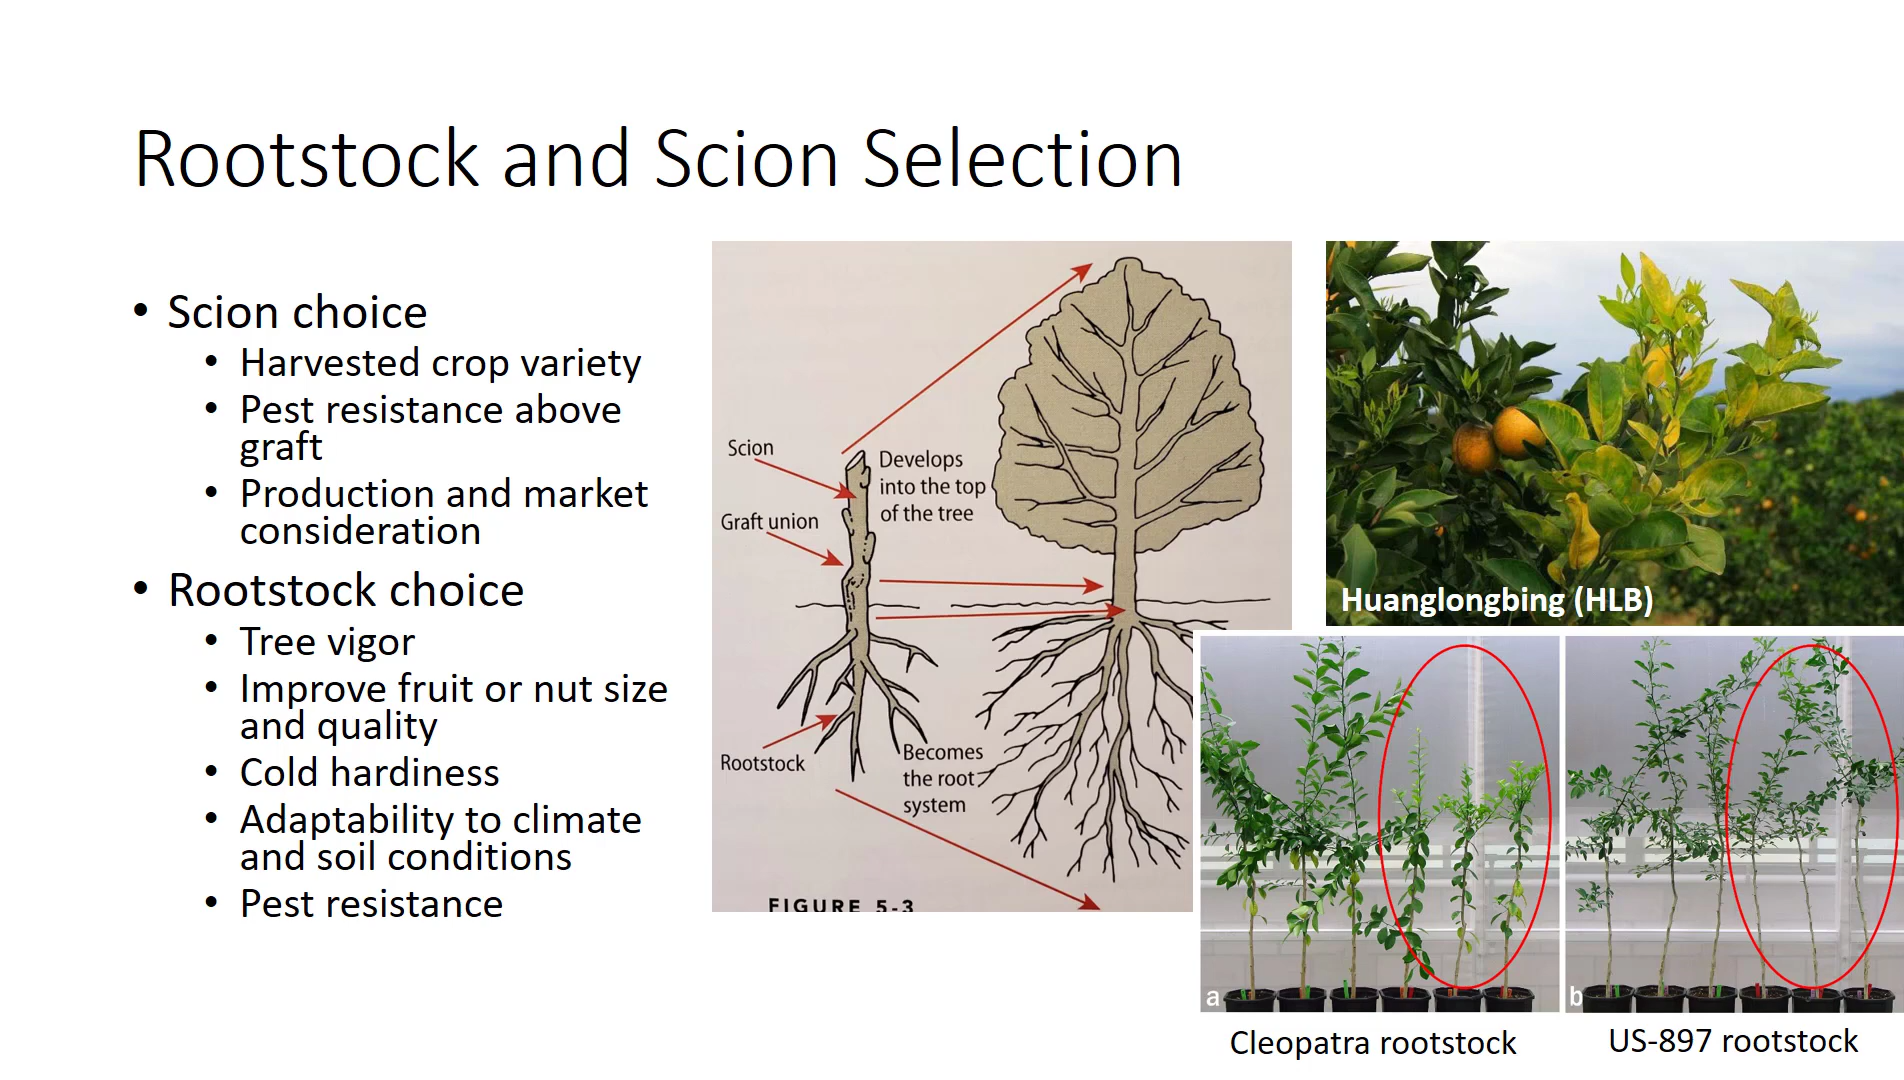 Rootstock and Scion Selection
• Scion choice
• Harvested crop variety
• Pest resistance above
graft
• Production and market
consideration
• Rootstock choice
• Tree vigor
• Improve fruit or nut size
and quality
• Cold hardiness
• Adaptability to climate
and soil conditions
• Pest resistance
Scion
Develops
into the top
of the tree
Graft union
Rootstock
Becomes
the root
system
FIGURE 5-3
Huanglongbing (HLB)
a
b
Cleopatra rootstock
US-897 rootstock